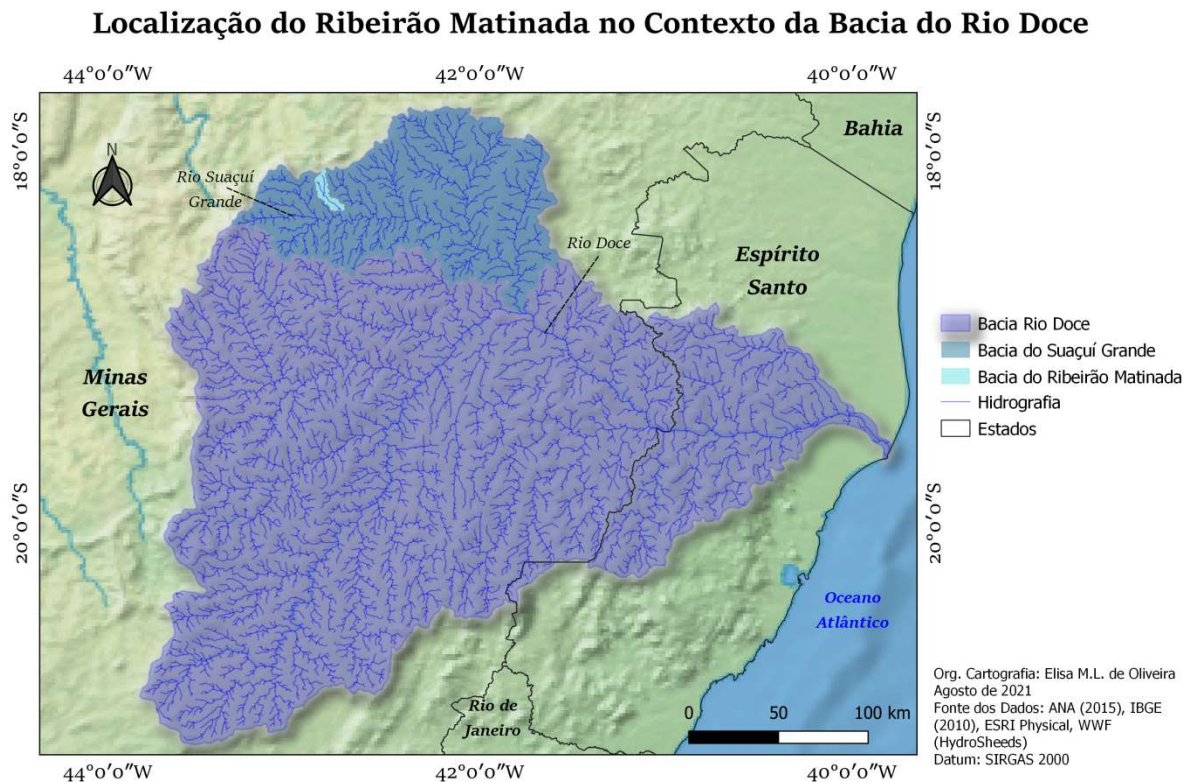 Localização do Ribeirão Matinada no Contexto da Bacia do Rio Doce
44°0′0″W
42°0′0″W
40°0′0″W
18°0′0″S
18°0′0″S
N
Bahia
Rio Suaçuí
Grande
Rio Doce
Espírito
Santo
Minas
Gerais
Bacia Rio Doce
Bacia do Suaçuí Grande
Bacia do Ribeirão Matinada
Hidrografia
Estados
20°0′0″S
20°0′0″S
Oceano
Atlântico
Rio de
Janeiro
0
50
100 km
Org. Cartografia: Elisa M.L. de Oliveira
Agosto de 2021
Fonte dos Dados: ANA (2015), IBGE
(2010), ESRI Physical, WWF
(HydroSheeds)
Datum: SIRGAS 2000
44°0′0″W
42°0′0″W
40°0′0″W